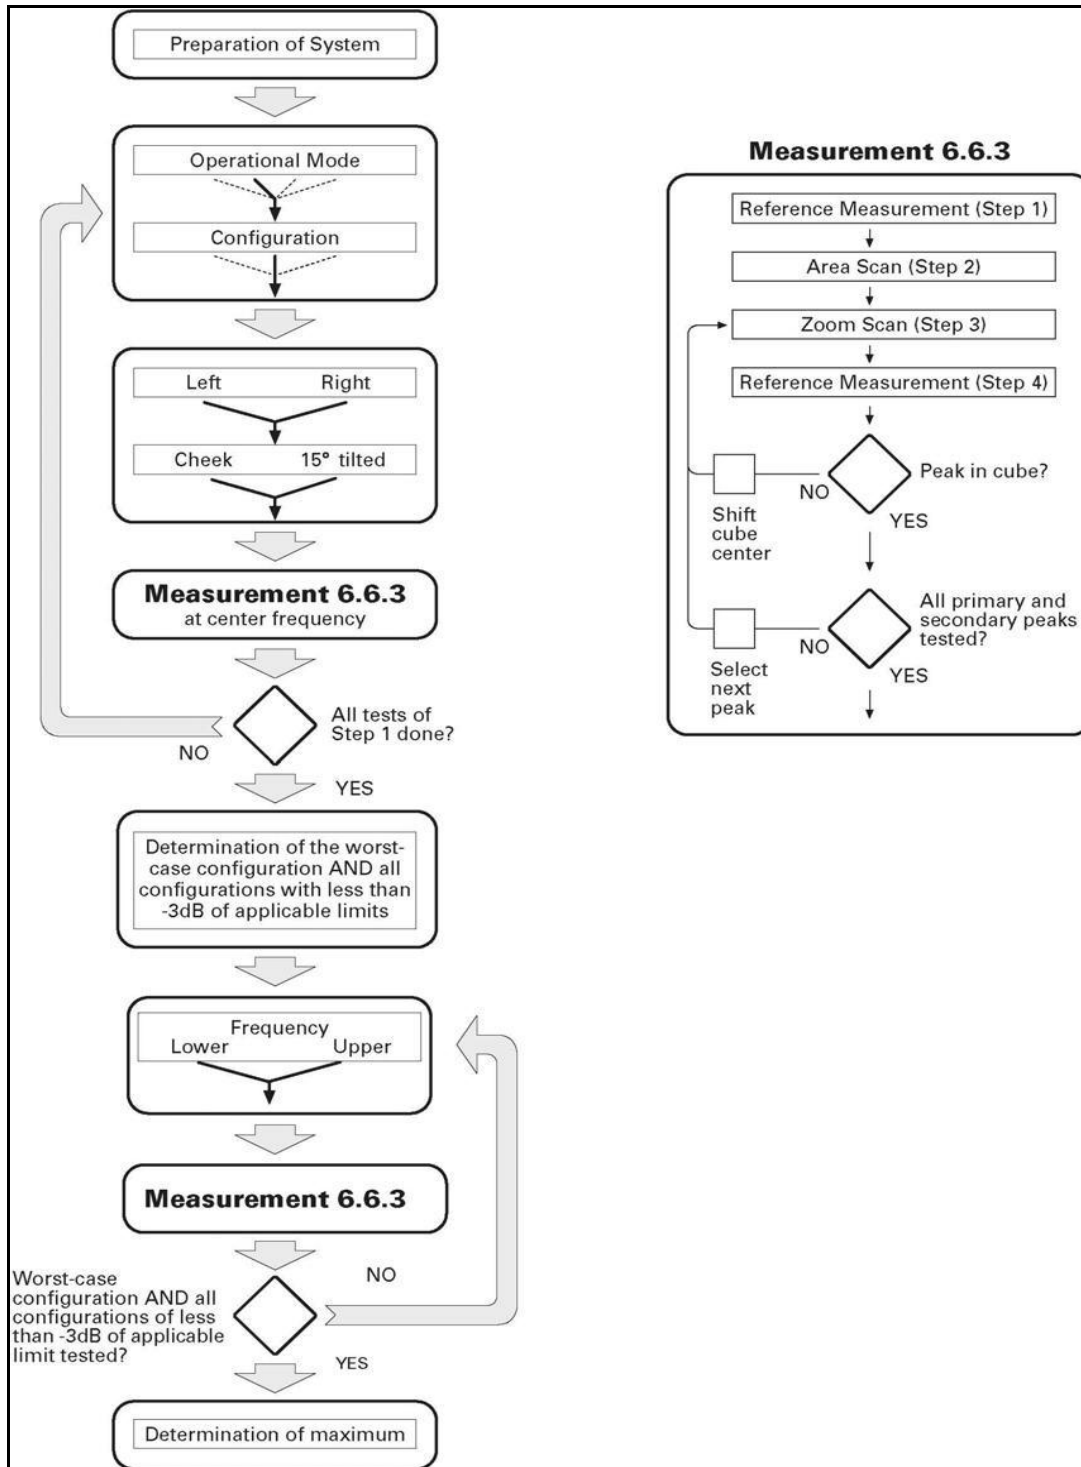 Preparation of System
Operational Mode
Configuration
Left Right
Cheek 15° tilted
Measurement 6.6.3
at center frequency
All tests of
Step 1 done?
NO
YES
Determination of the worst-
case configuration AND all
configurations with less than
-3dB of applicable limits
Frequency
Lower Upper
Measurement 6.6.3
Worst-case
configuration AND all
configurations of less
than -3dB of applicable
limit tested?
NO
YES
Determination of maximum
Measurement 6.6.3
Reference Measurement (Step 1)
Area Scan (Step 2)
Zoom Scan (Step 3)
Reference Measurement (Step 4)
Peak in cube?
NO
YES
Shift
cube
center
All primary and
secondary peaks
tested?
NO
YES
Select
next
peak